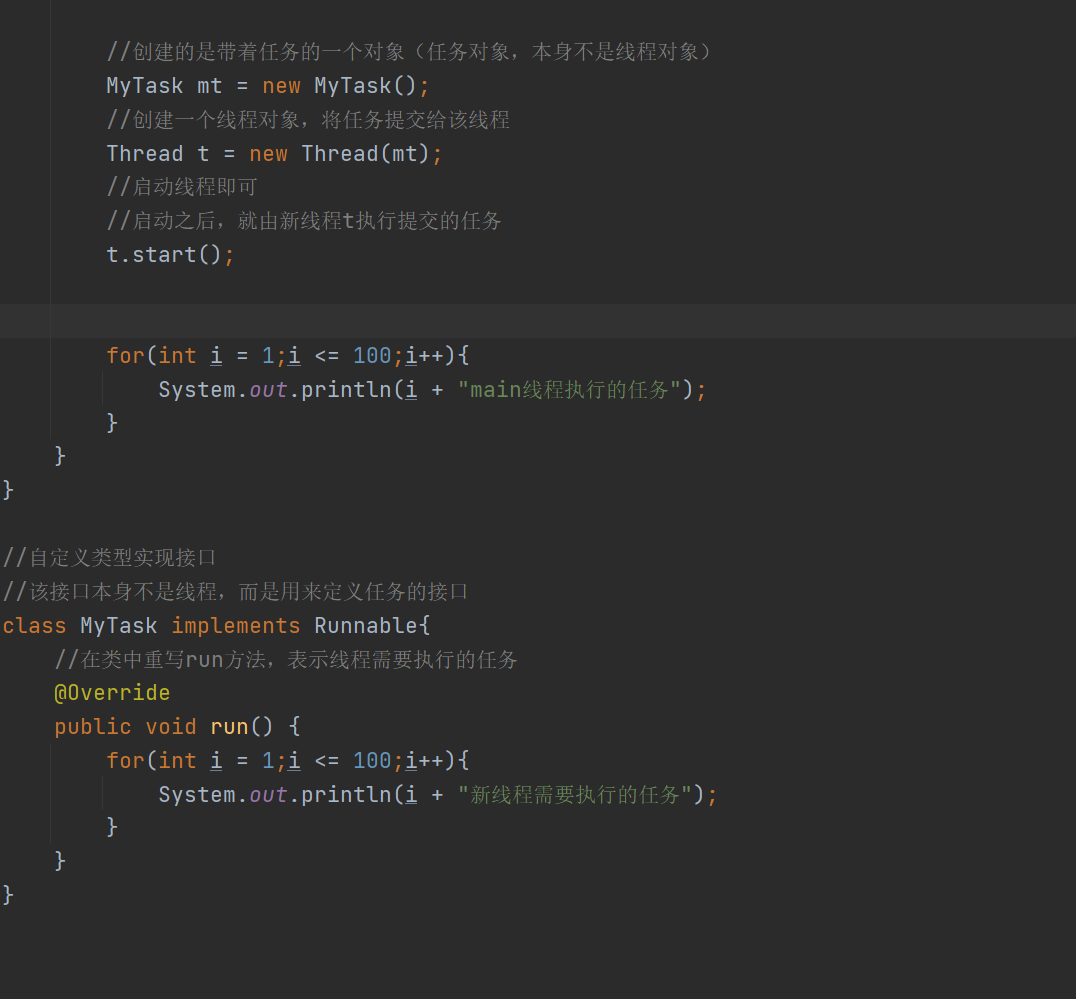 //创建的是带着任务的一个对象（任务对象，本身不是线程对象）
MyTask mt = new MyTask();
//创建一个线程对象，将任务提交给该线程
Thread t = new Thread(mt);
//启动线程即可
//启动之后，就由新线程t执行提交的任务
t.start();
for(int i = 1;i <= 100;i++){
System.out.println(i + "main线程执行的任务");
}
}
}
//自定义类型实现接口
//该接口本身不是线程，而是用来定义任务的接口
class MyTask implements Runnable{
//在类中重写run方法，表示线程需要执行的任务
@Override
public void run() {
for(int i = 1;i <= 100;i++){
System.out.println(i + "新线程需要执行的任务");
}
}
}